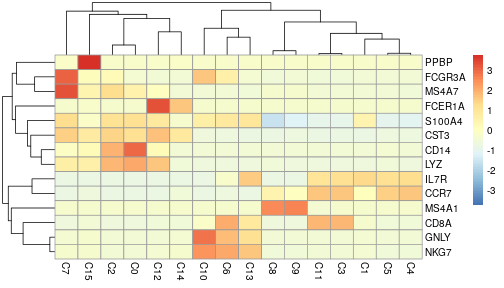 PPBP
FCGR3A
MS4A7
FCER1A
S100A4
CST3
CD14
LYZ
IL7R
CCR7
MS4A1
CD8A
GNLY
NKG7
3
2
1
0
-1
-2
-3
C7 C15 C2 C0 C12 C14 C10 C6 C13 C8 C9 C11 C3 C1 C5 C4